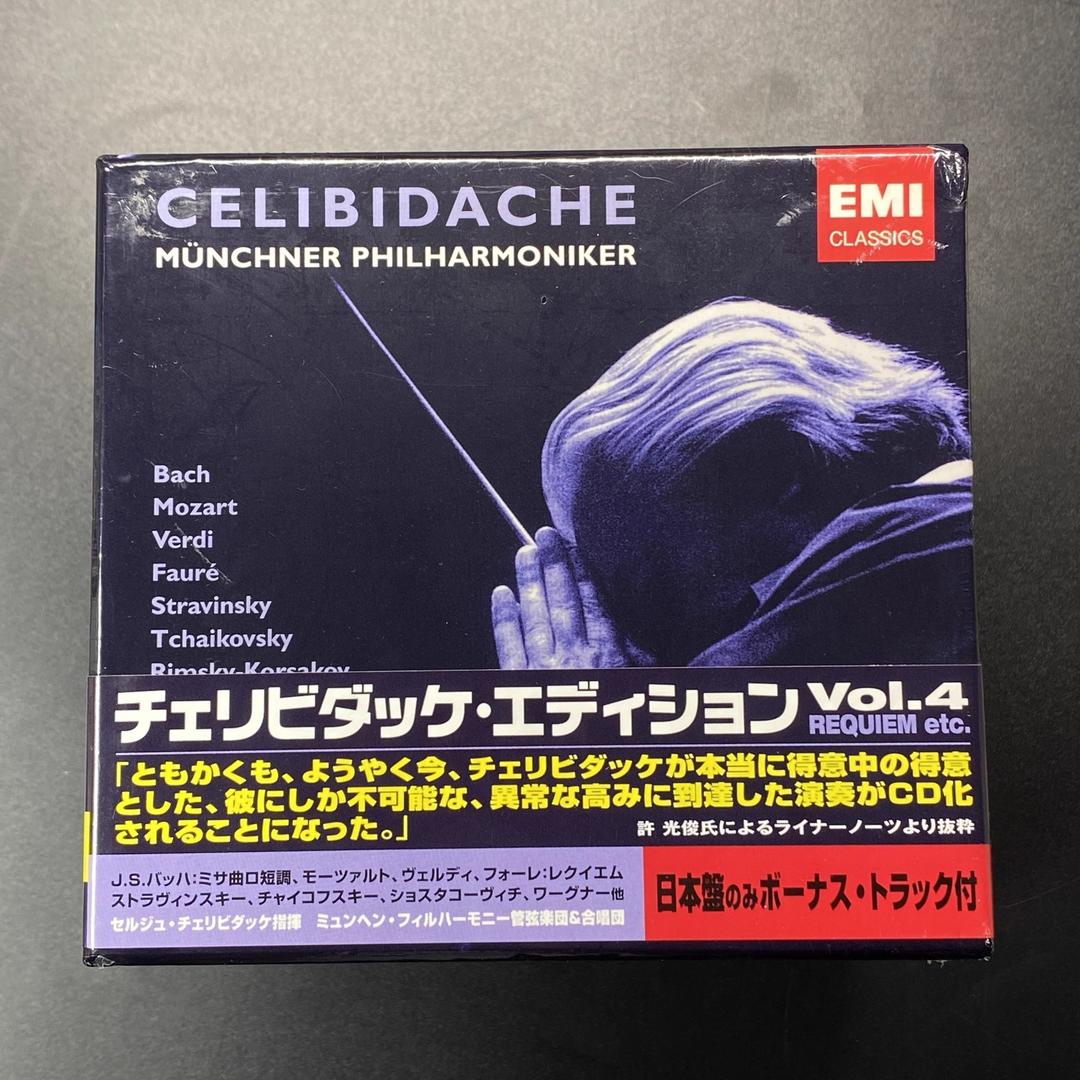 CELIBIDACHE
MÜNCHNER PHILHARMONIKER
EMI
CLASSICS
Bach
Mozart
Verdi
Fauré
Stravinsky
Tchaikovsky
Rimsky-Korsakov
チェリビダッケ・エディション Vol.4
REQUIEM etc.
「ともかくも、ようやく今、チェリビダッケが本当に得意中の得意
とした、彼にしか不可能な、異常な高みに到達した演奏がCD化
されることになった。」
許 光俊氏によるライナーノーツより抜粋
J.S.バッハ:ミサ曲ロ短調、モーツァルト、ヴェルディ、フォーレ:レクイエム
ストラヴィンスキー、チャイコフスキー、ショスタコーヴィチ、ワーグナー他
セルジュ・チェリビダッケ指揮 ミュンヘン・フィルハーモニー管弦楽団&合唱団
日本盤のみボーナス・トラック付